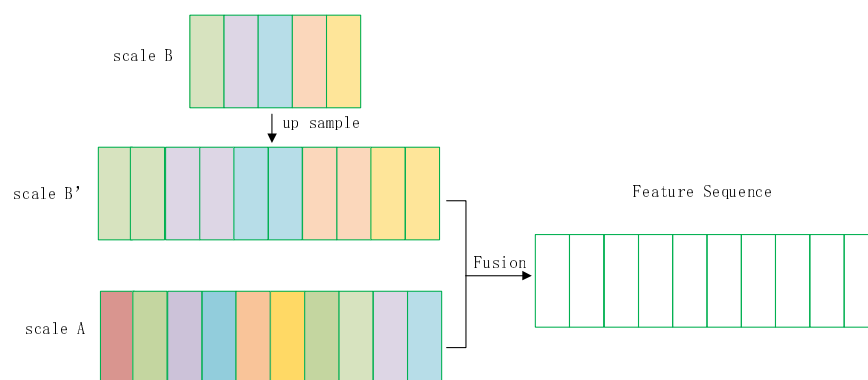 scale B
up sample
scale B'
Feature Sequence
Fusion
scale A